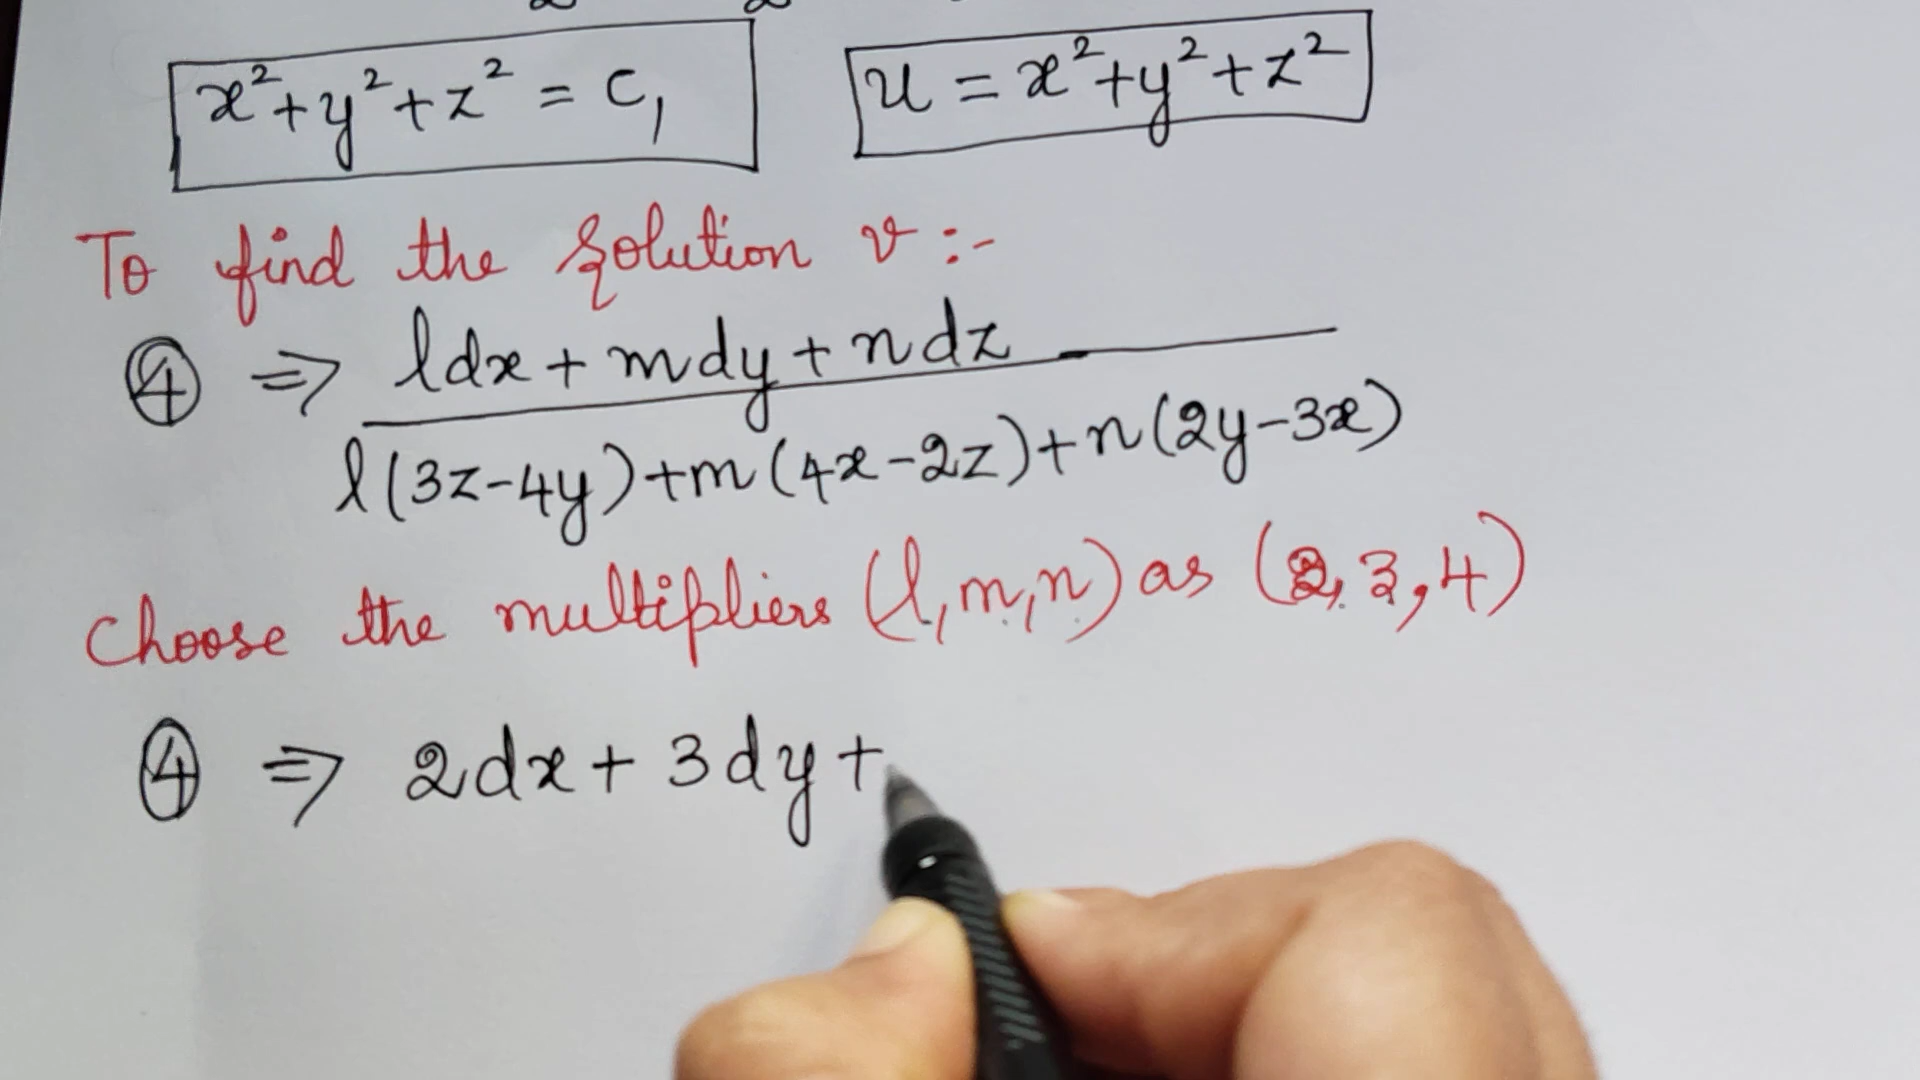 x²+y²+z² = c₁
u = x²+y²+z²
To find the solution v :-
④ ⇒ ldx + mdy + ndz
l(3z-4y)+m(4x-2z)+n(2y-3x)
Choose the multipliers (l,m,n) as (2,3,4)
④ ⇒ 2dx + 3dy +